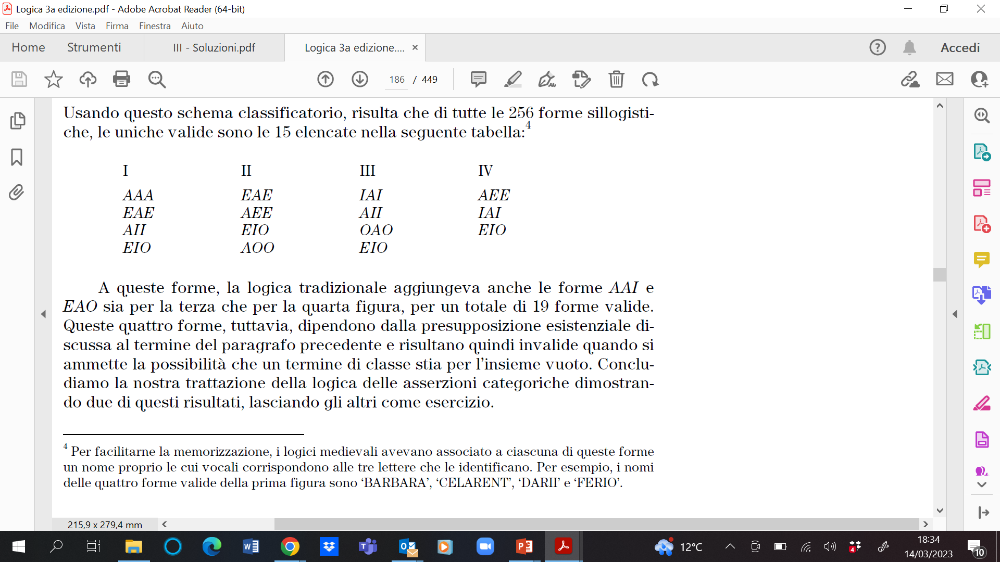 Logica 3a edizione.pdf - Adobe Acrobat Reader (64-bit)
File Modifica Vista Firma Finestra Aiuto
Home Strumenti III - Soluzioni.pdf Logica 3a edizione.... × Accedi
186 / 449
Usando questo schema classificatorio, risulta che di tutte le 256 forme sillogisti-
che, le uniche valide sono le 15 elencate nella seguente tabella:4
I II III IV
AAA EAE IAI AEE
EAE AEE AII IAI
AII EIO OAO EIO
EIO AOO EIO
A queste forme, la logica tradizionale aggiungeva anche le forme AAI e
EAO sia per la terza che per la quarta figura, per un totale di 19 forme valide.
Queste quattro forme, tuttavia, dipendono dalla presupposizione esistenziale di-
scussa al termine del paragrafo precedente e risultano quindi invalide quando si
ammette la possibilità che un termine di classe stia per l'insieme vuoto. Conclu-
diamo la nostra trattazione della logica delle asserzioni categoriche dimostran-
do due di questi risultati, lasciando gli altri come esercizio.
4 Per facilitarne la memorizzazione, i logici medievali avevano associato a ciascuna di queste forme
un nome proprio le cui vocali corrispondono alle tre lettere che le identificano. Per esempio, i nomi
delle quattro forme valide della prima figura sono ‘BARBARA’, ‘CELARENT’, ‘DARII’ e ‘FERIO’.
215,9 x 279,4 mm
12°C
18:34
14/03/2023
10